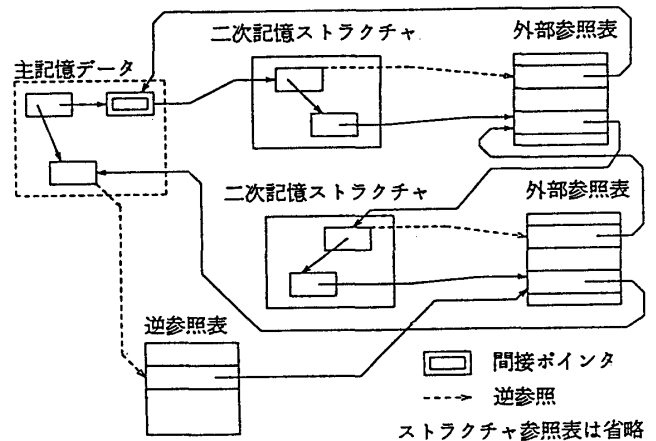 二次記憶ストラクチャ
外部参照表
主記憶データ
二次記憶ストラクチャ
外部参照表
逆参照表
間接ポインタ
逆参照
ストラクチャ参照表は省略